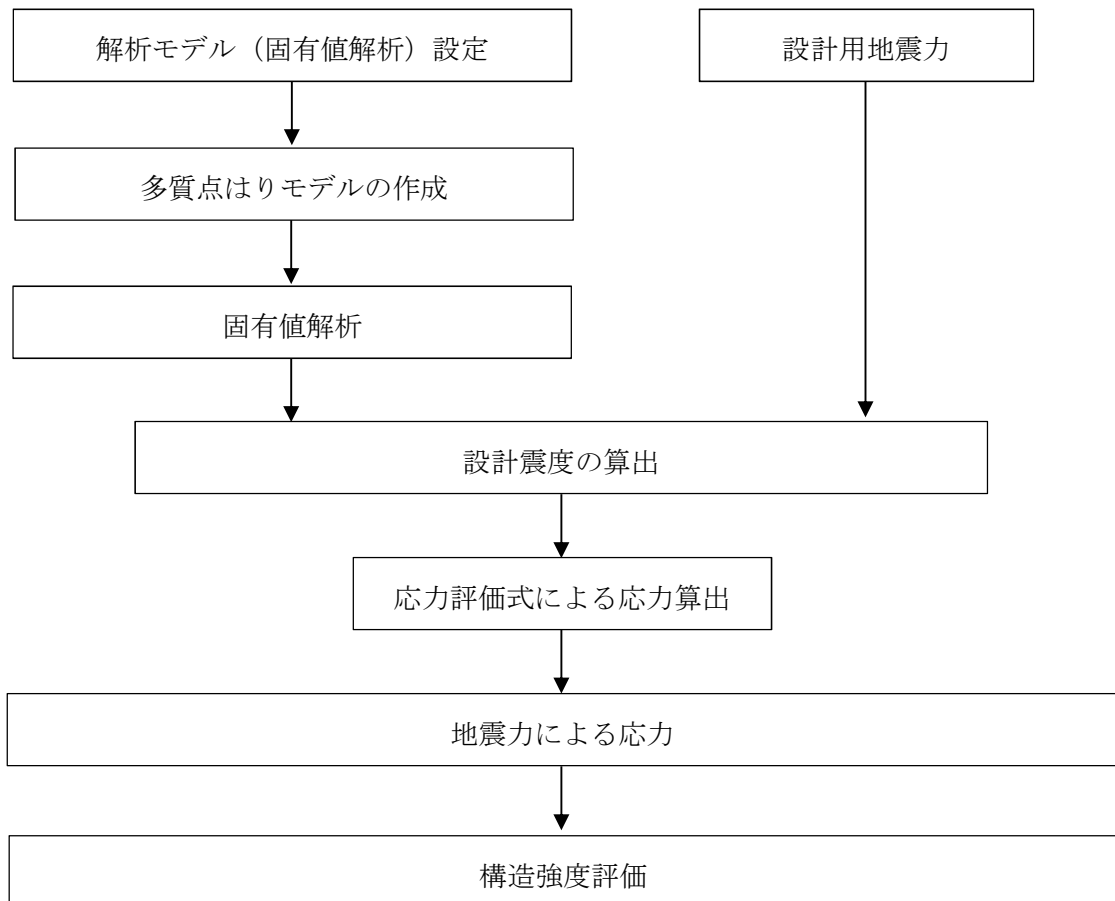 解析モデル（固有値解析）設定
設計用地震力
多質点はりモデルの作成
固有値解析
設計震度の算出
応力評価式による応力算出
地震力による応力
構造強度評価